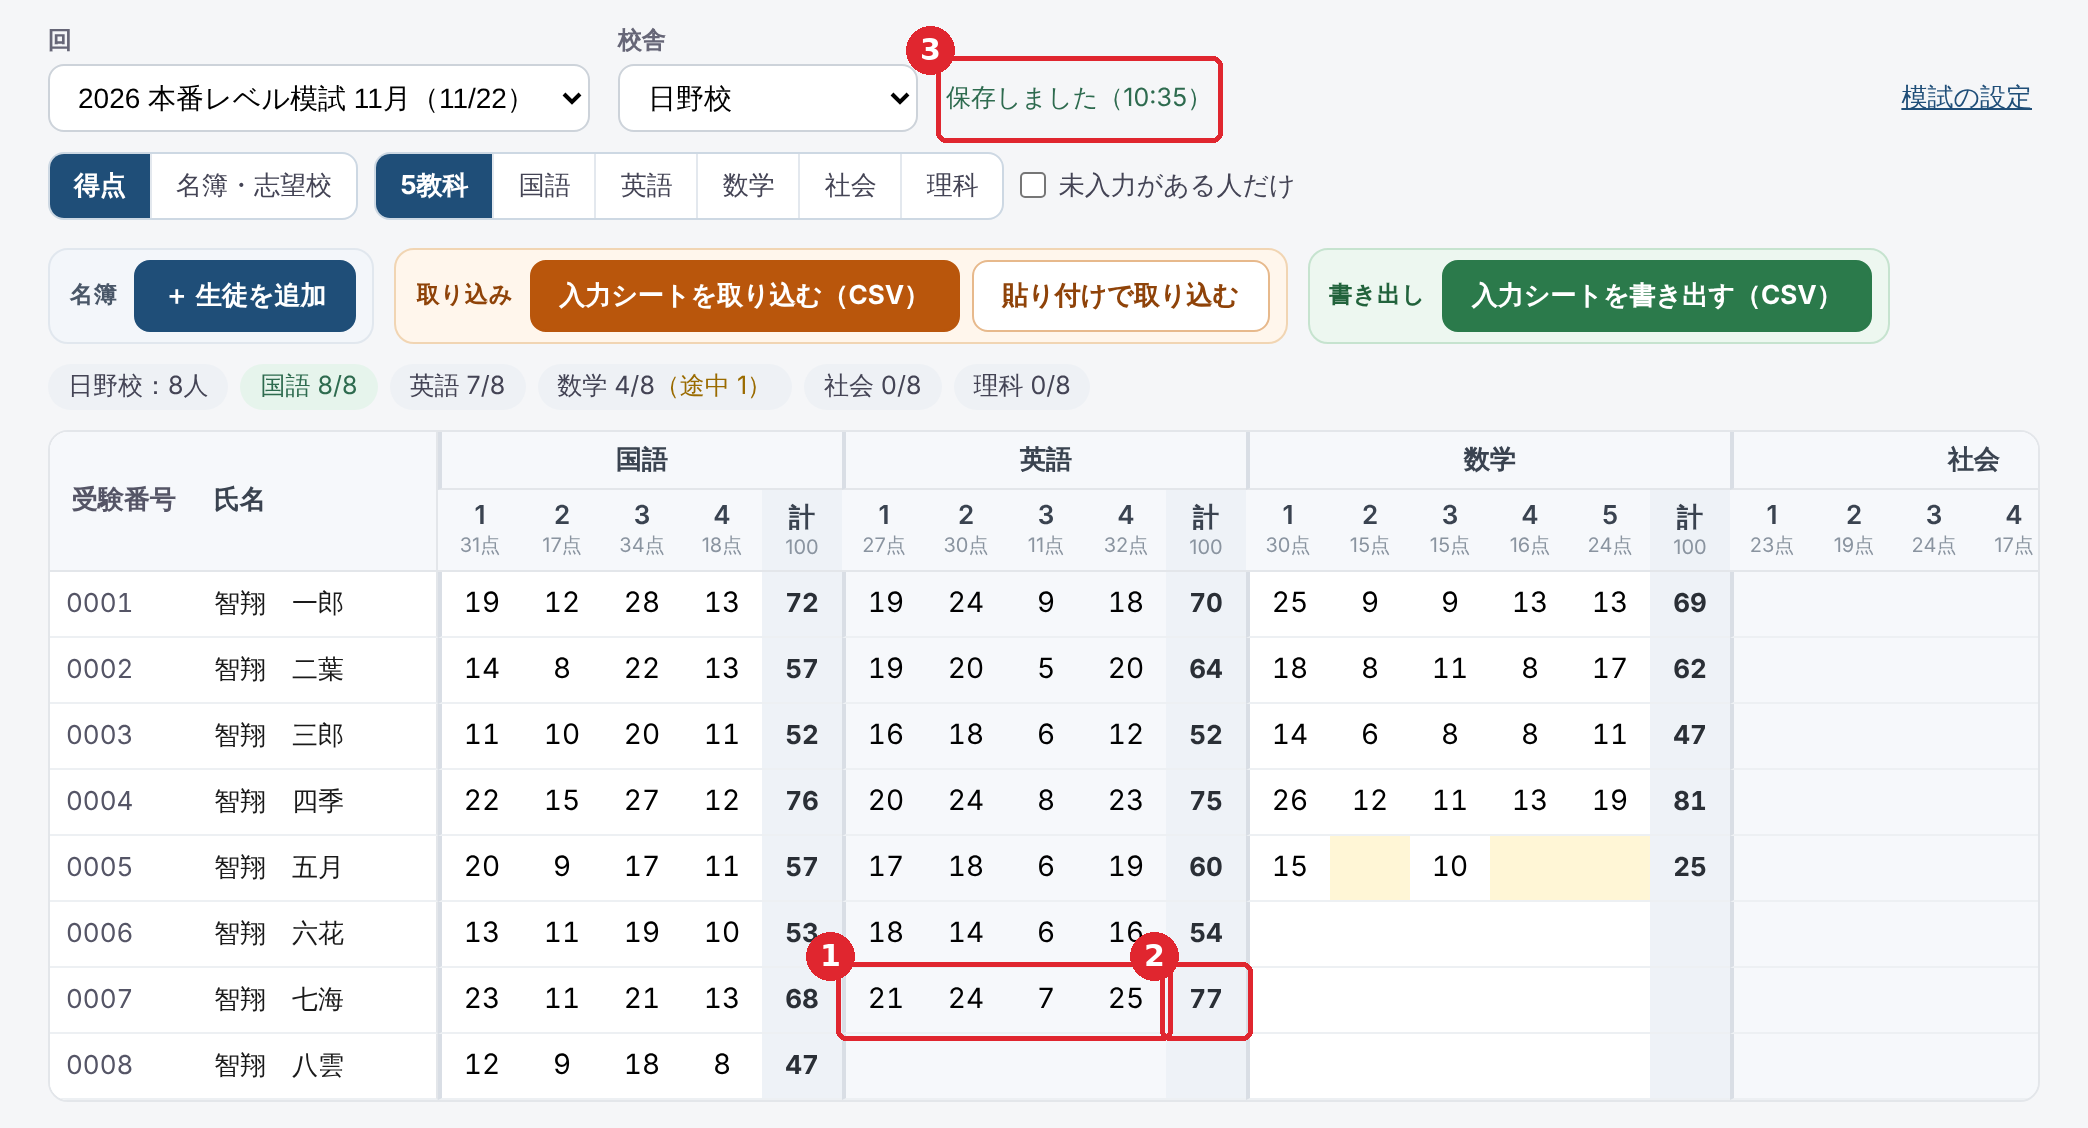 回
校舎
3
2026 本番レベル模試 11月（11/22）
日野校
保存しました（10:35）
模試の設定
得点
名簿・志望校
5教科
国語
英語
数学
社会
理科
未入力がある人だけ
名簿
＋ 生徒を追加
取り込み
入力シートを取り込む（CSV）
貼り付けで取り込む
書き出し
入力シートを書き出す（CSV）
日野校：8人
国語 8/8
英語 7/8
数学 4/8（途中 1）
社会 0/8
理科 0/8
受験番号 氏名 国語 英語 数学 社会
1 2 3 4 計 1 2 3 4 計 1 2 3 4 5 計 1 2 3 4
31点 17点 34点 18点 100 27点 30点 11点 32点 100 30点 15点 15点 16点 24点 100 23点 19点 24点 17点
0001 智翔　一郎 19 12 28 13 72 19 24 9 18 70 25 9 9 13 13 69
0002 智翔　二葉 14 8 22 13 57 19 20 5 20 64 18 8 11 8 17 62
0003 智翔　三郎 11 10 20 11 52 16 18 6 12 52 14 6 8 8 11 47
0004 智翔　四季 22 15 27 12 76 20 24 8 23 75 26 12 11 13 19 81
0005 智翔　五月 20 9 17 11 57 17 18 6 19 60 15 10 25
0006 智翔　六花 13 11 19 10 53 18 14 6 16 54
1 2
0007 智翔　七海 23 11 21 13 68 21 24 7 25 77
0008 智翔　八雲 12 9 18 8 47